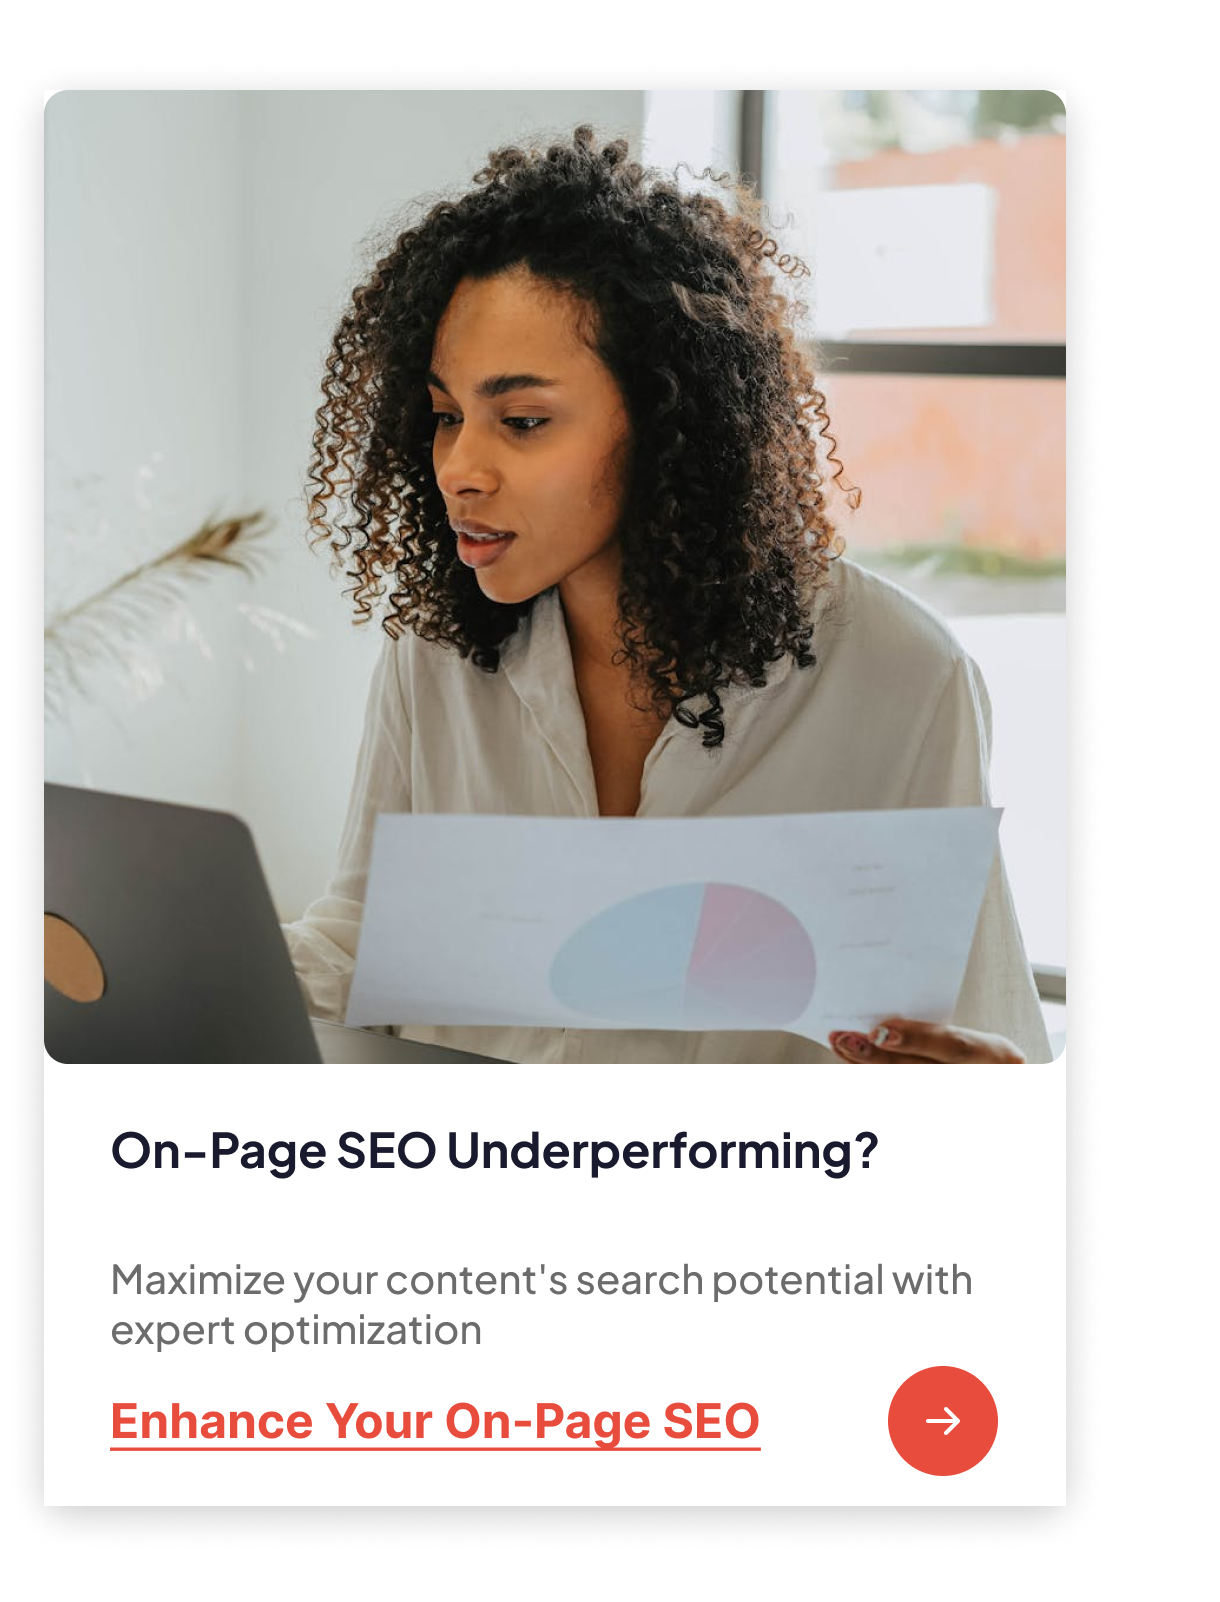 On-Page SEO Underperforming?
Maximize your content's search potential with
expert optimization
Enhance Your On-Page SEO